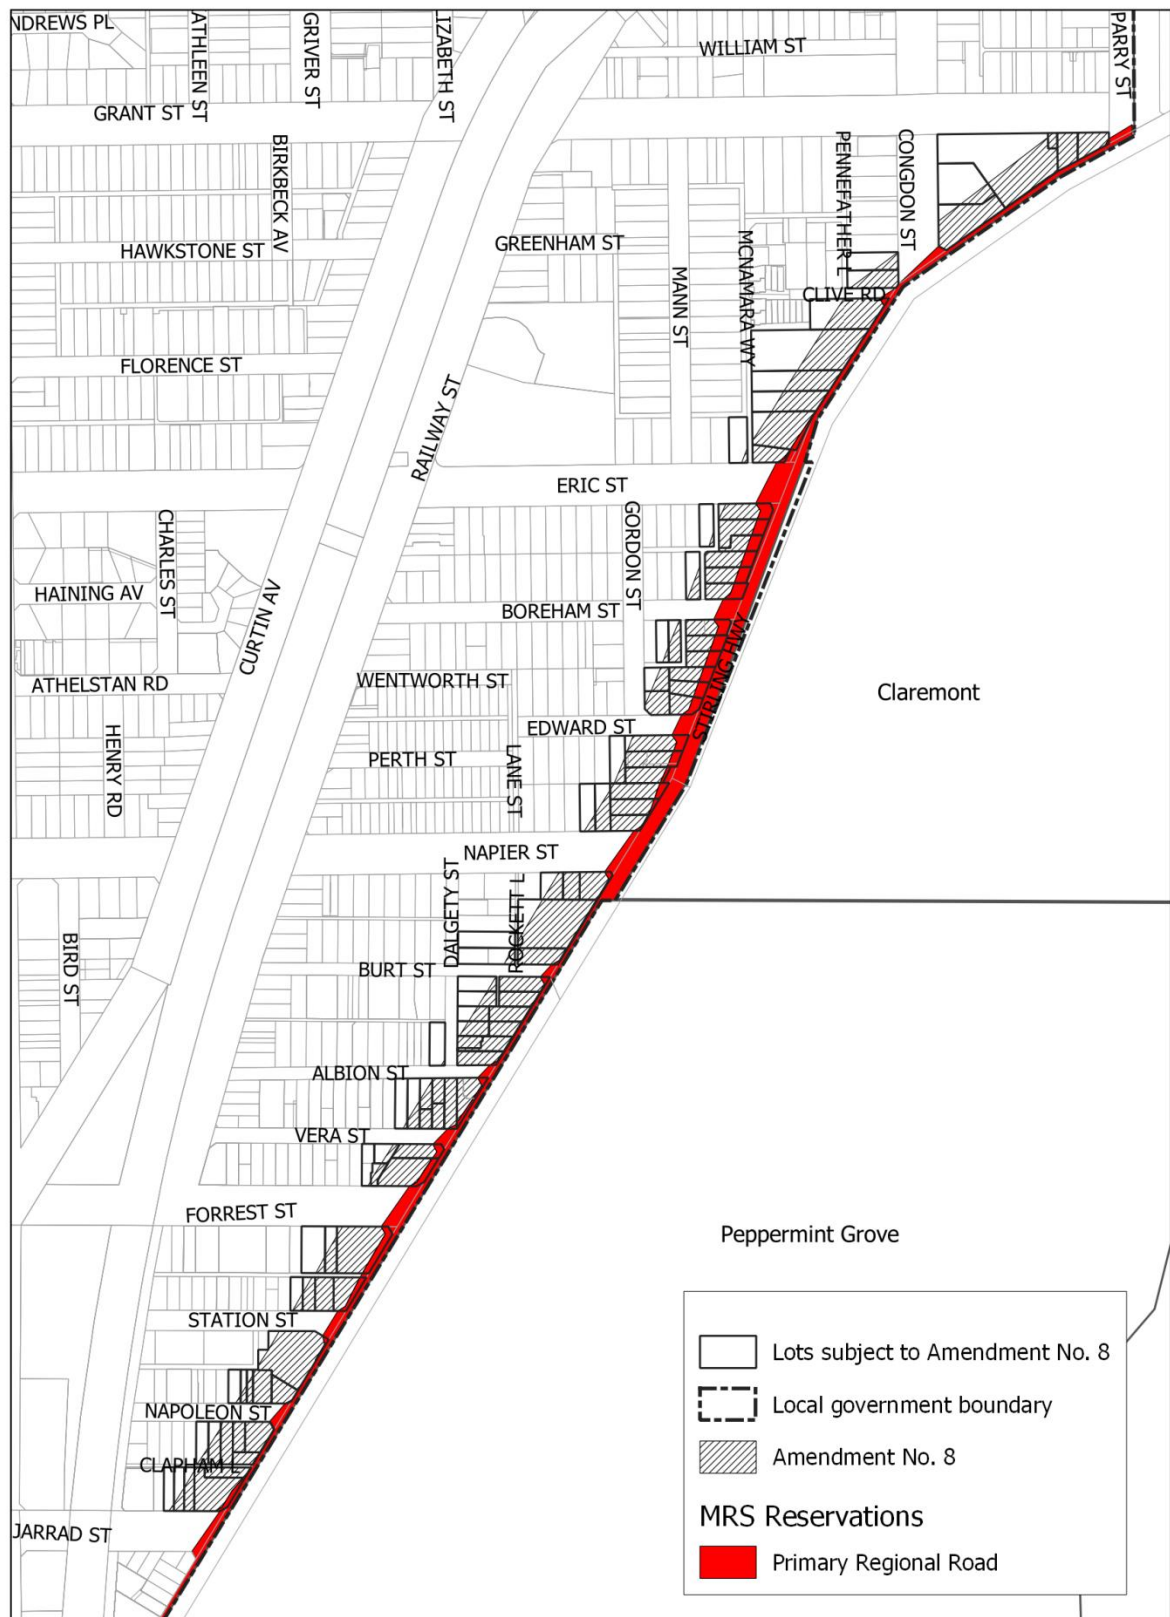 NDREWS PL
ATHLEEN ST
GRIVER ST
LIZABETH ST
WILLIAM ST
PARRY ST
GRANT ST
BIRKBECK AV
PENNEFATHER L
CONGDON ST
HAWKSTONE ST
GREENHAM ST
MCNAMARA WY
MANN ST
CLIVE RD
FLORENCE ST
RAILWAY ST
ERIC ST
CHARLES ST
GORDON ST
HAINING AV
CURTIN AV
BOREHAM ST
ATHELSTAN RD
WENTWORTH ST
STIRLING HWY
Claremont
HENRY RD
EDWARD ST
PERTH ST
LANE ST
NAPIER ST
DALGETY ST
ROCKETT L
BIRD ST
BURT ST
ALBION ST
VERA ST
FORREST ST
Peppermint Grove
STATION ST
NAPOLEON ST
CLAPHAM L
JARRAD ST
Lots subject to Amendment No. 8
Local government boundary
Amendment No. 8
MRS Reservations
Primary Regional Road